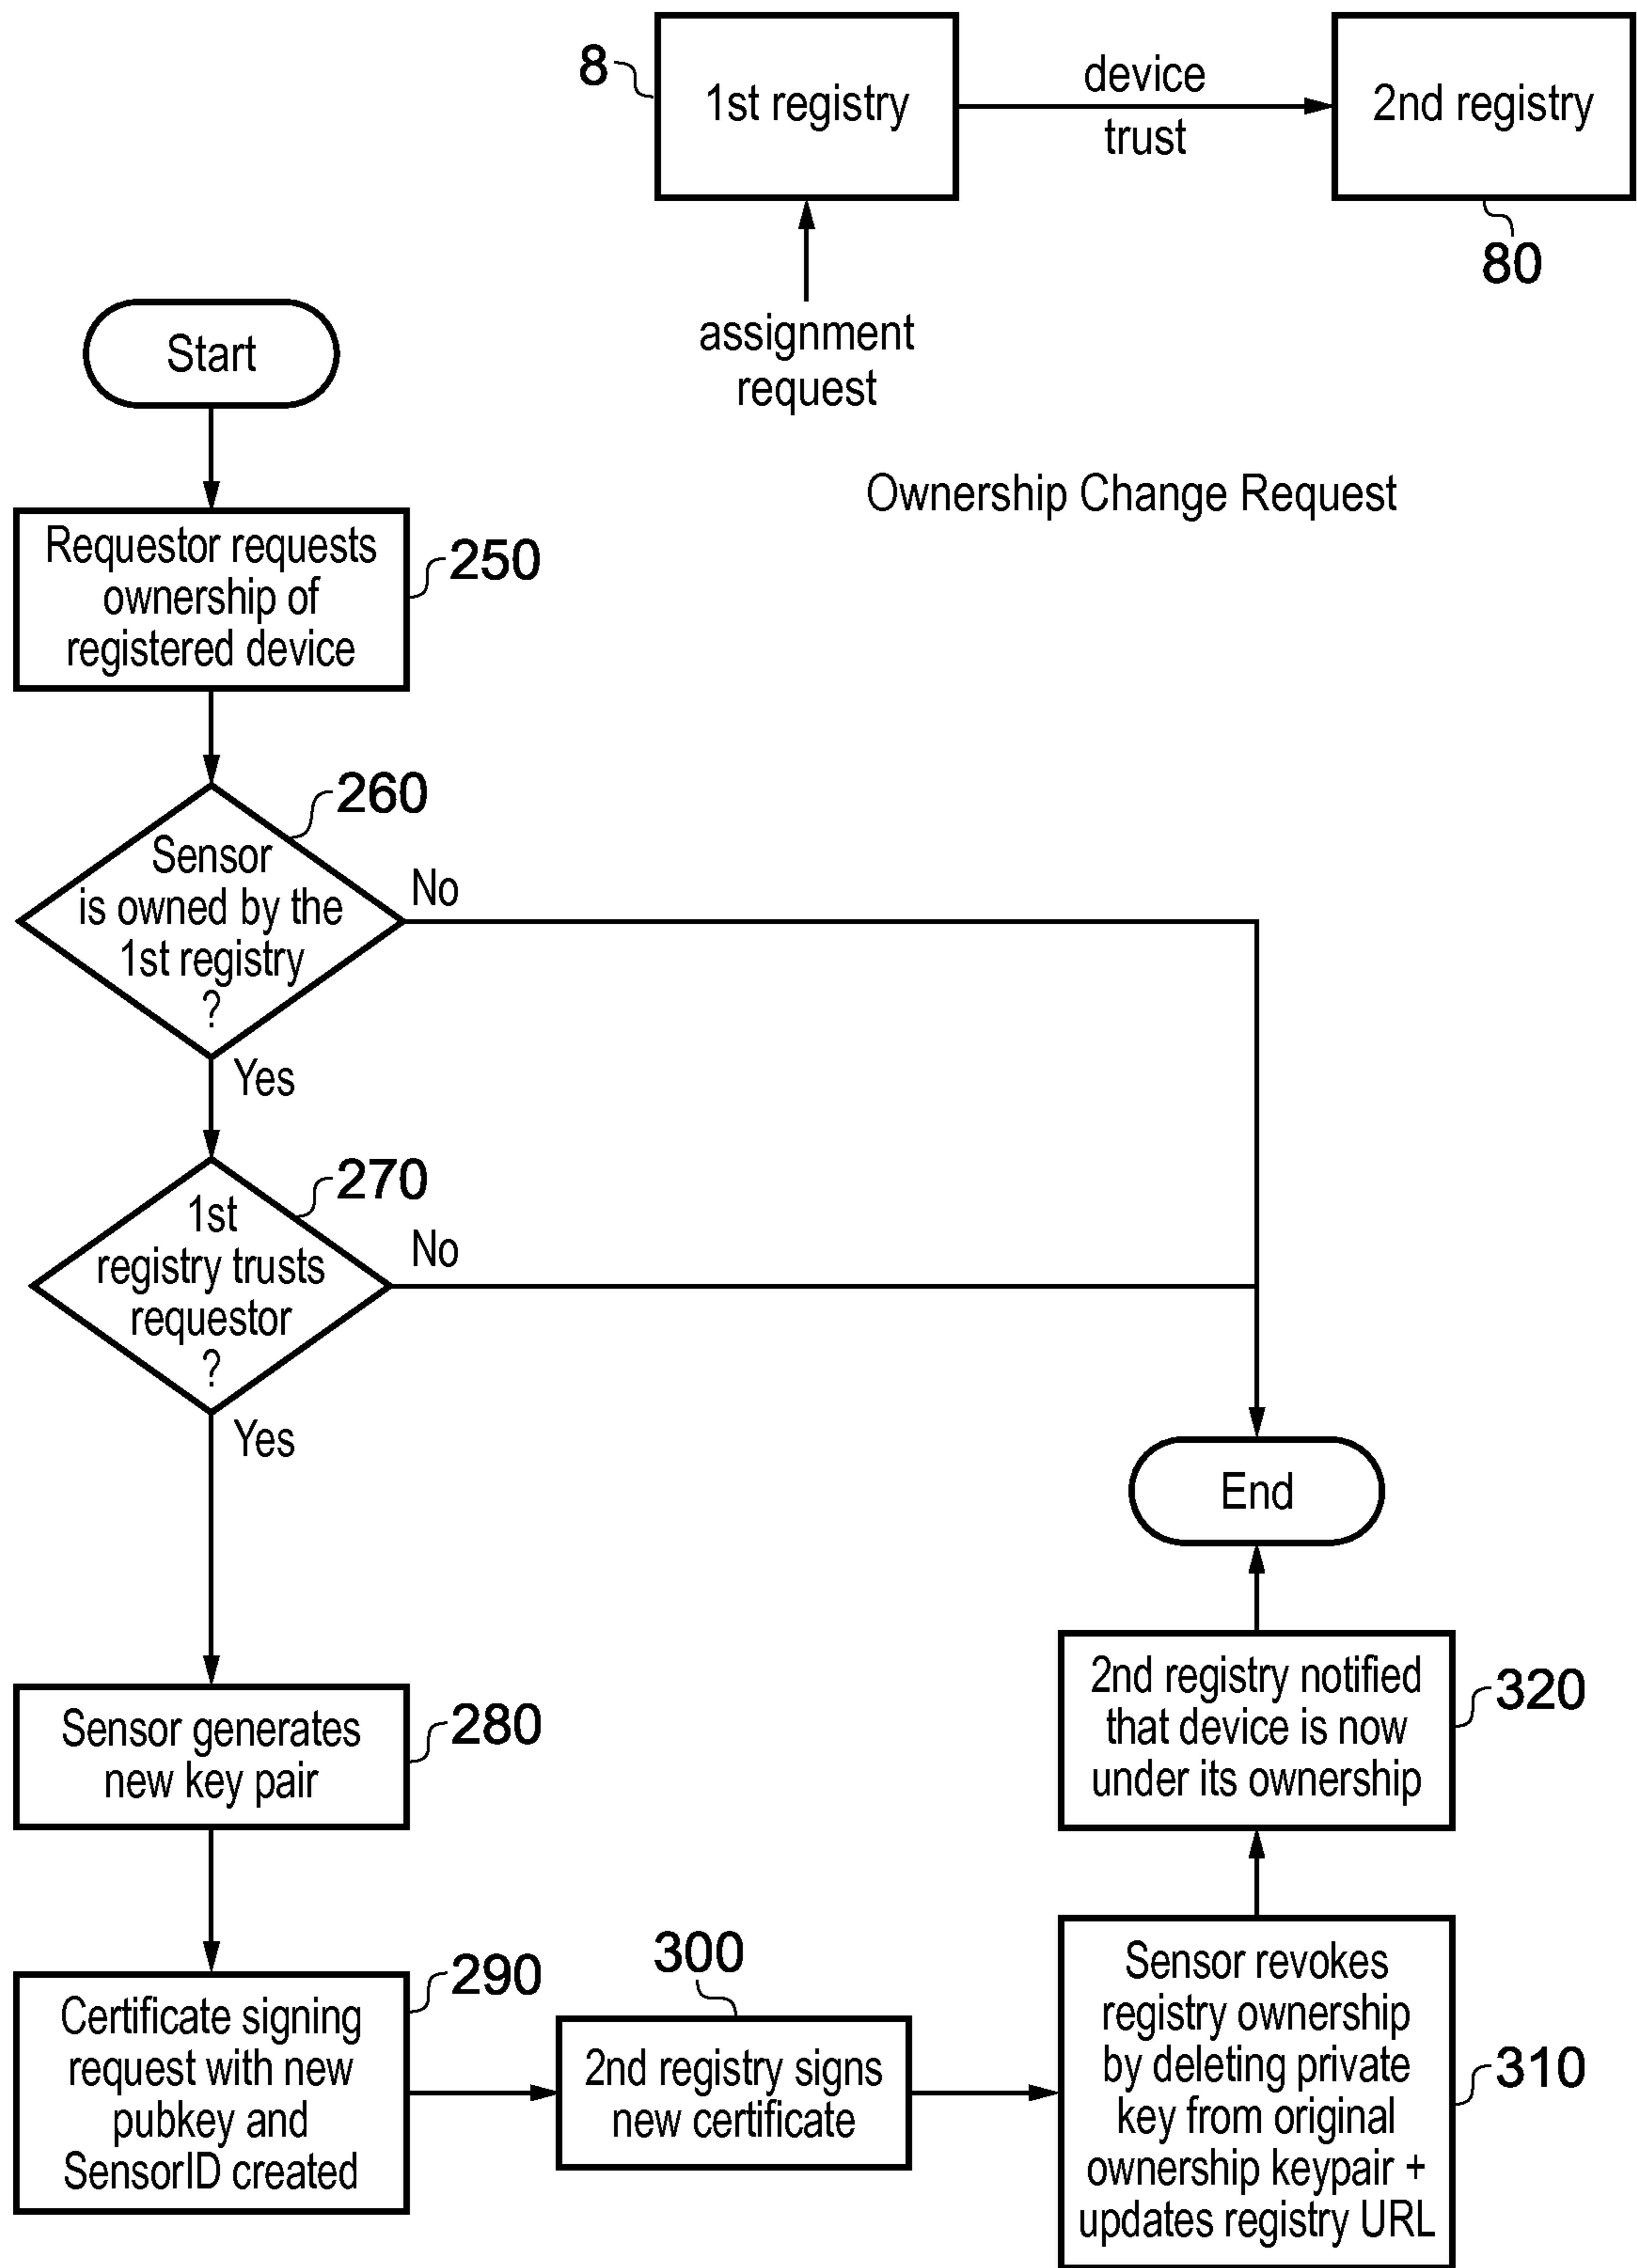 8
1st registry
device
trust
2nd registry
80
assignment
request
Ownership Change Request
Start
Requestor requests
ownership of
registered device
250
260
Sensor
is owned by the
1st registry
?
No
Yes
270
1st
registry trusts
requestor
?
No
Yes
End
Sensor generates
new key pair
280
Certificate signing
request with new
pubkey and
SensorID created
290
300
2nd registry signs
new certificate
Sensor revokes
registry ownership
by deleting private
key from original
ownership keypair +
updates registry URL
310
2nd registry notified
that device is now
under its ownership
320